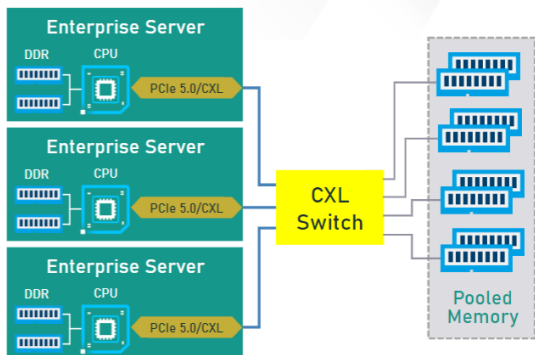 Enterprise Server
DDR
CPU
PCIe 5.0/CXL
Enterprise Server
DDR
CPU
PCIe 5.0/CXL
Enterprise Server
DDR
CPU
PCIe 5.0/CXL
CXL
Switch
Pooled
Memory